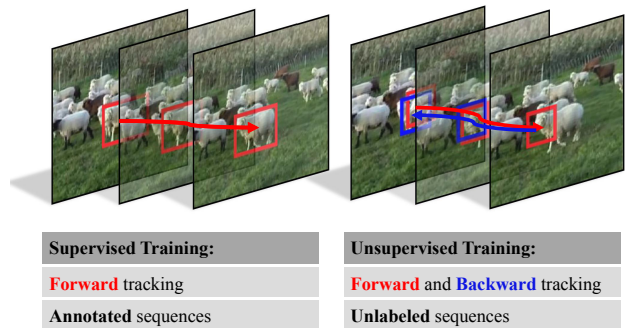 Supervised Training:
Forward tracking
Annotated sequences
Unsupervised Training:
Forward and Backward tracking
Unlabeled sequences